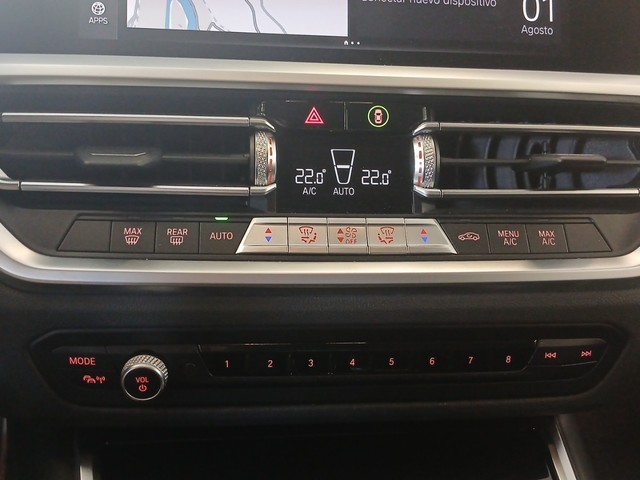 APPS
nuevo dispositivo
01
Agosto
22.0° 22.0°
A/C AUTO
MAX REAR AUTO OFF MENU A/C MAX A/C
MODE
VOL
1 2 3 4 5 6 7 8